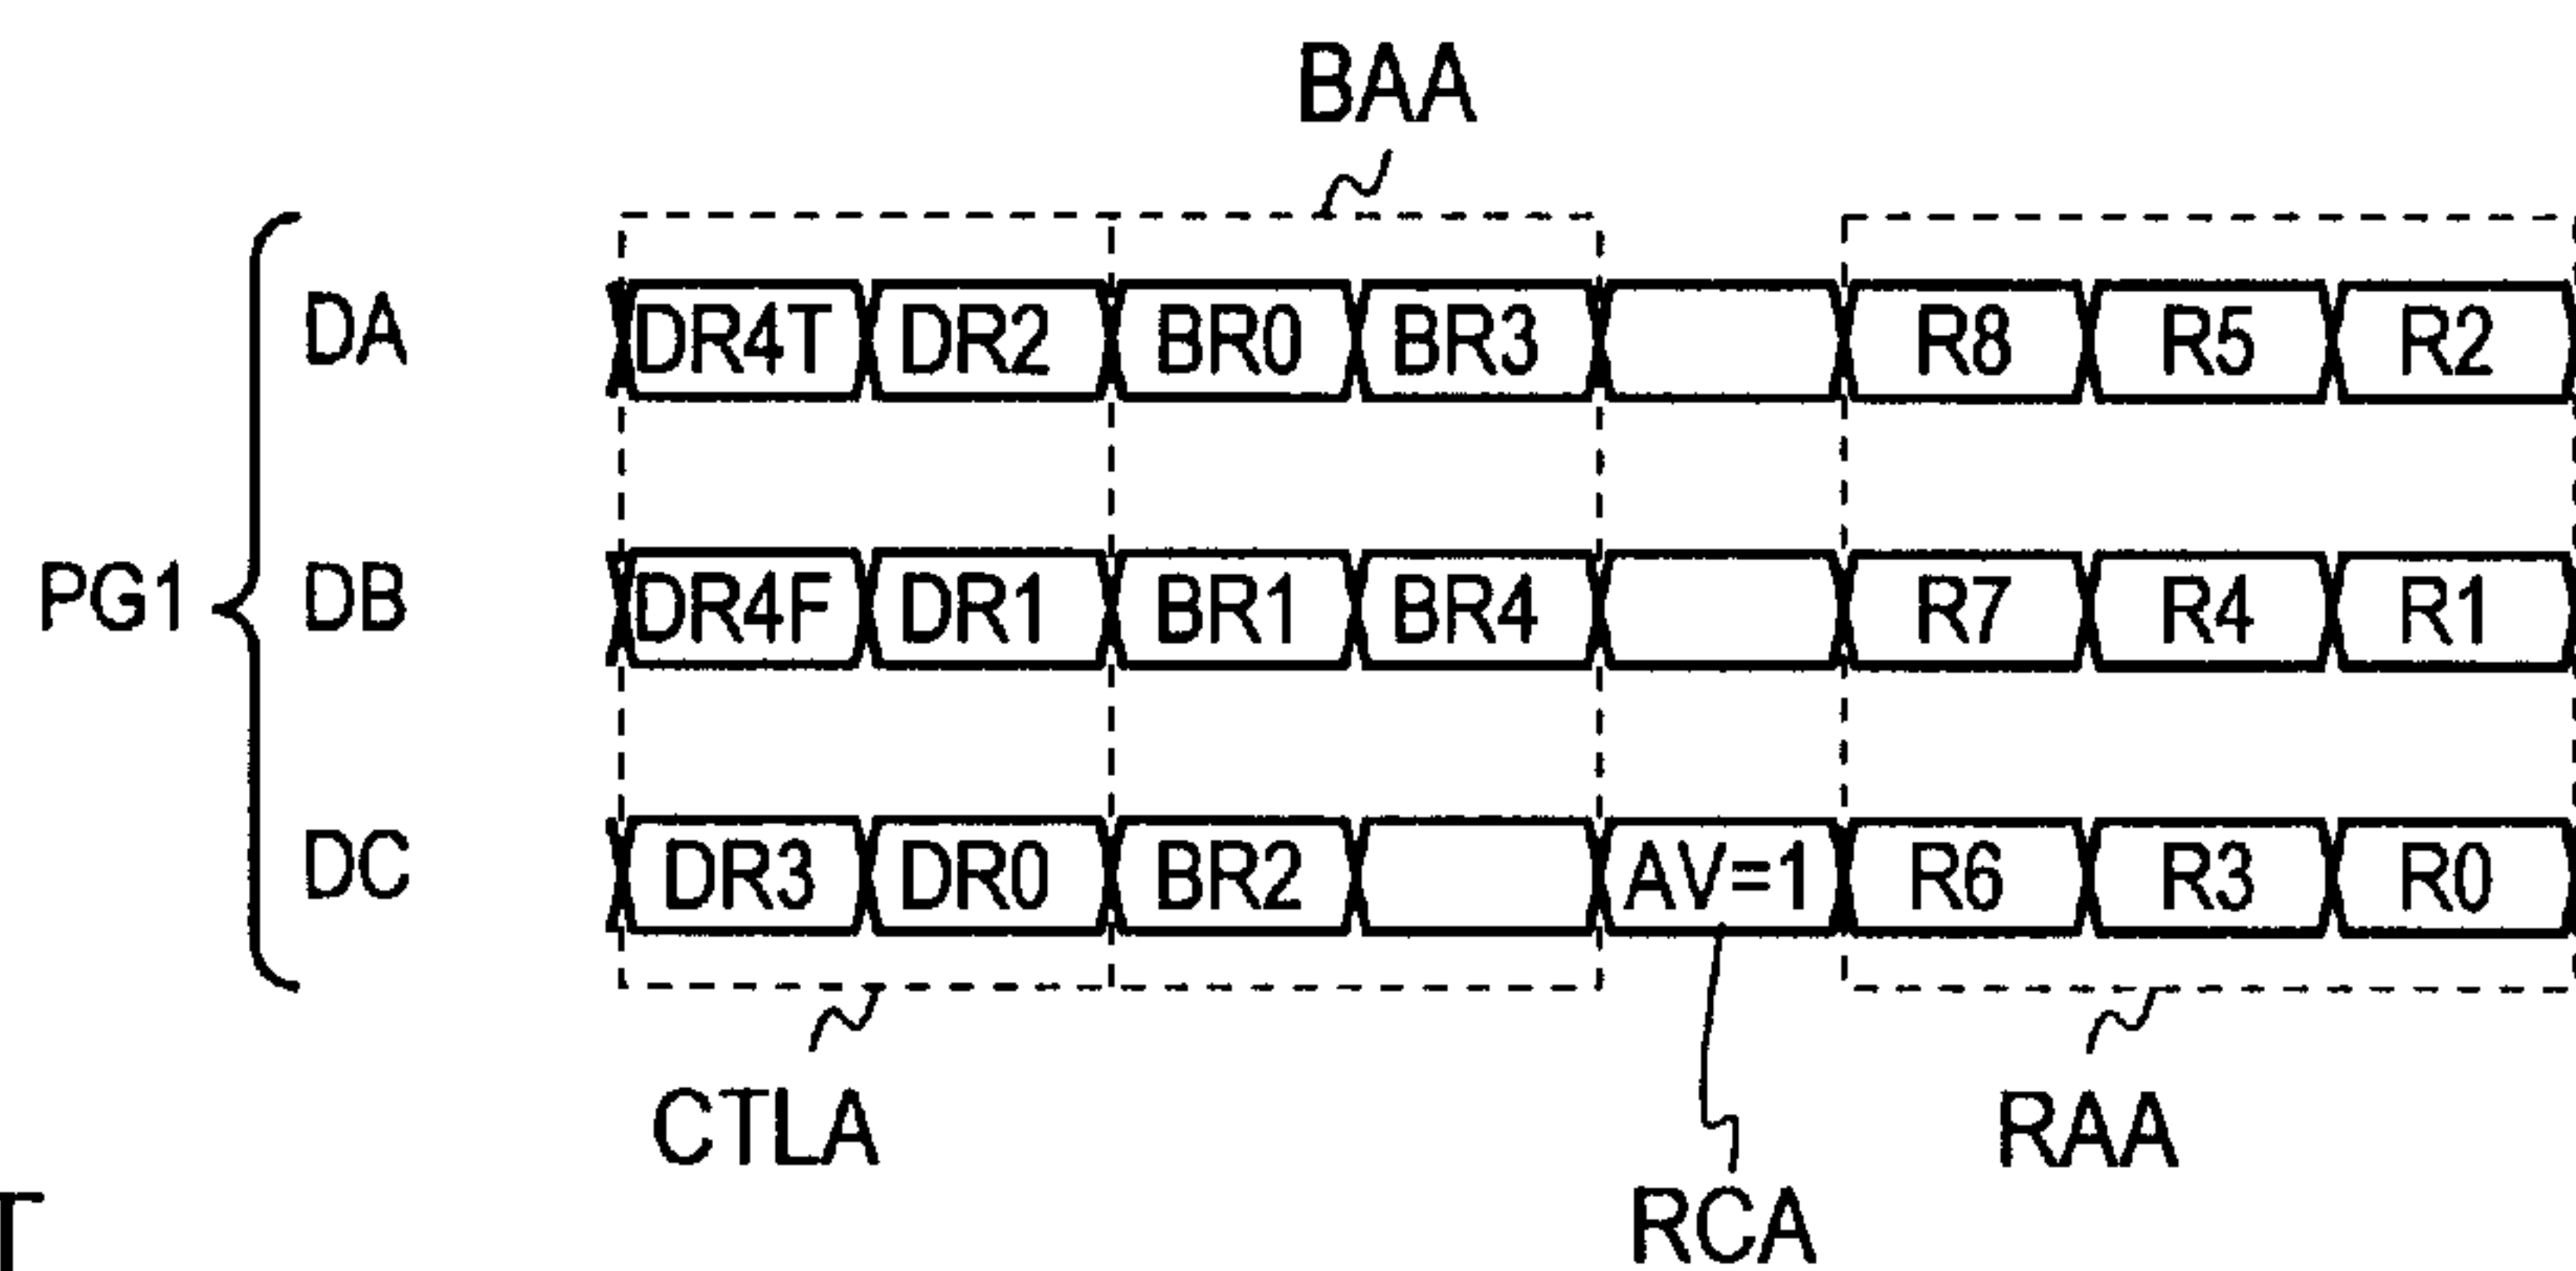 BAA
DA DR4T DR2 BR0 BR3 R8 R5 R2
PG1 DB DR4F DR1 BR1 BR4 R7 R4 R1
DC DR3 DR0 BR2 AV=1 R6 R3 R0
CTLA RAA
RCA
T